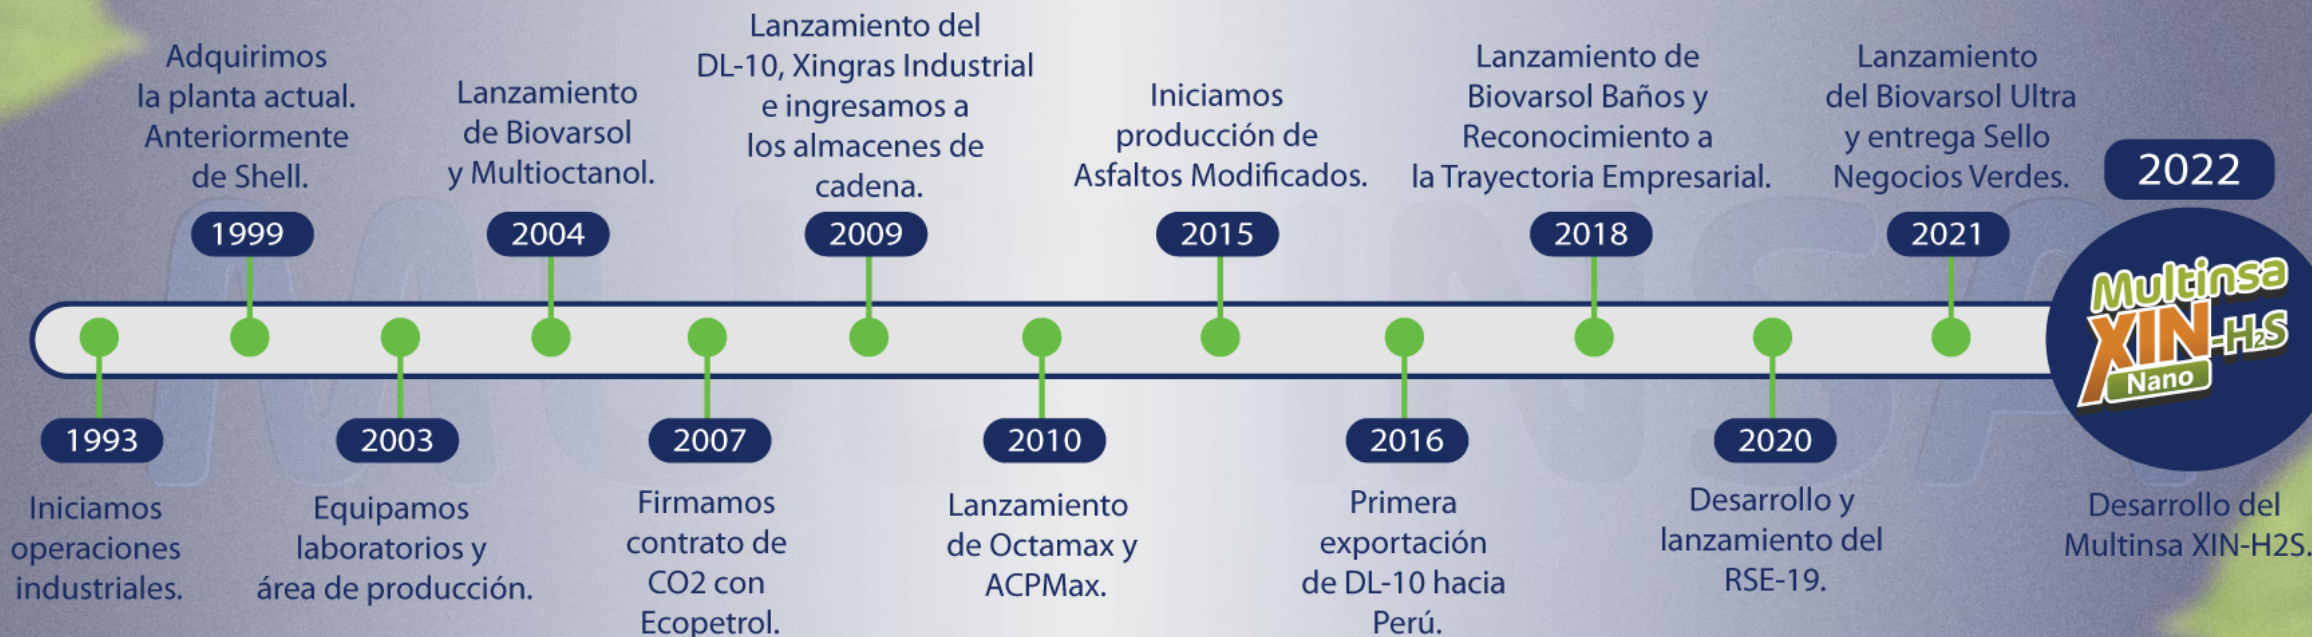 Iniciamos
operaciones
industriales.
1993
Adquirimos
la planta actual.
Anteriormente
de Shell.
1999
2003
Equipamos
laboratorios y
área de producción.
Lanzamiento
de Biovarsol
y Multioctanol.
2004
2007
Firmamos
contrato de
CO2 con
Ecopetrol.
Lanzamiento del
DL-10, Xingras Industrial
e ingresamos a
los almacenes de
cadena.
2009
2010
Lanzamiento
de Octamax y
ACPMax.
Iniciamos
producción de
Asfaltos Modificados.
2015
2016
Primera
exportación
de DL-10 hacia
Perú.
Lanzamiento de
Biovarsol Baños y
Reconocimiento a
la Trayectoria Empresarial.
2018
2020
Desarrollo y
lanzamiento del
RSE-19.
Lanzamiento
del Biovarsol Ultra
y entrega Sello
Negocios Verdes.
2021
2022
Multinsa
XIN-H2S
Nano
Desarrollo del
Multinsa XIN-H2S.
MULTINSA